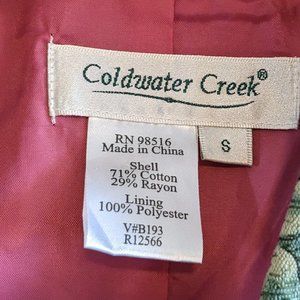 Coldwater Creek®
S
RN 98516
Made in China
Shell
71% Cotton
29% Rayon
Lining
100% Polyester
V#B193
R12566